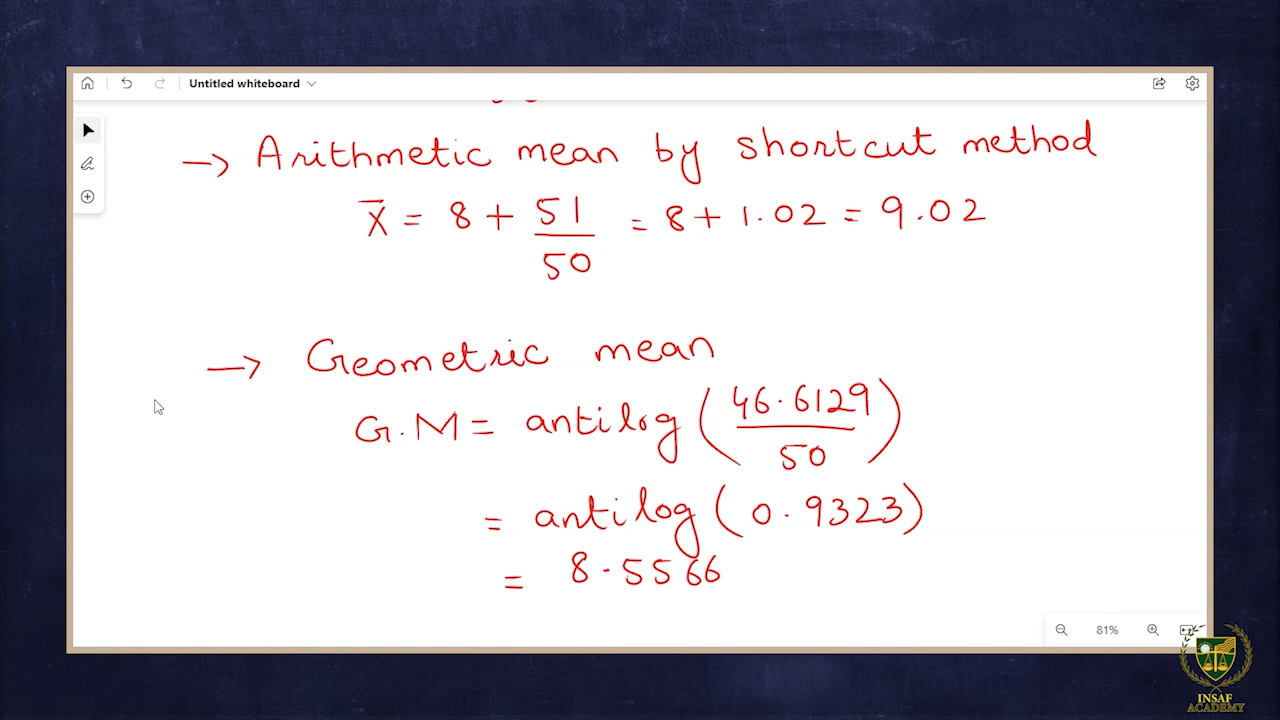 Untitled whiteboard
→ Arithmetic mean by shortcut method
X̄ = 8 + 51/50 = 8 + 1.02 = 9.02
→ Geometric mean
G.M = antilog (46.6129/50)
= antilog (0.9323)
= 8.5566
81%
INSAF
ACADEMY